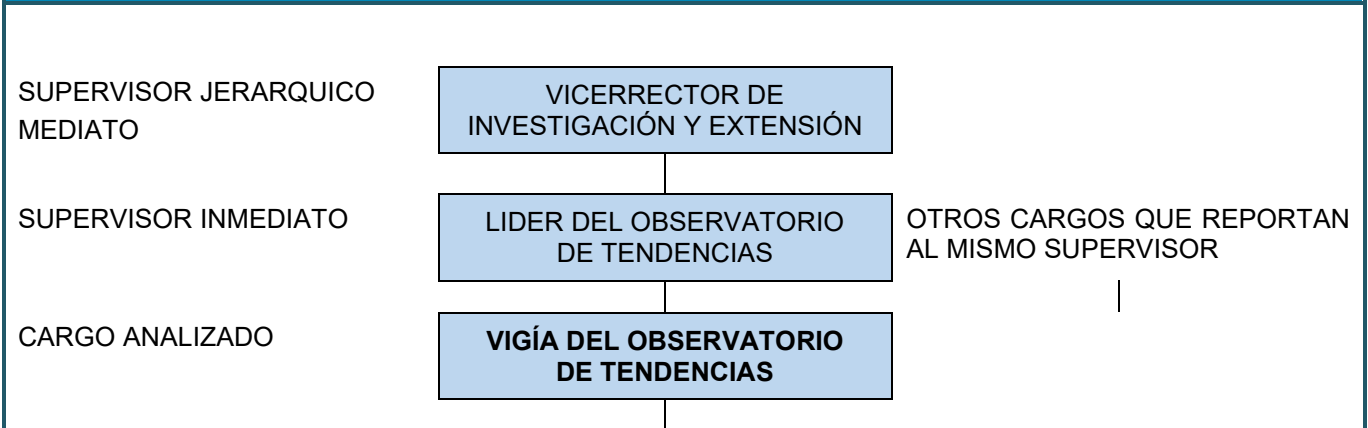 SUPERVISOR JERARQUICO
MEDIATO
VICERRECTOR DE
INVESTIGACIÓN Y EXTENSIÓN
SUPERVISOR INMEDIATO
LIDER DEL OBSERVATORIO
DE TENDENCIAS
OTROS CARGOS QUE REPORTAN
AL MISMO SUPERVISOR
CARGO ANALIZADO
VIGÍA DEL OBSERVATORIO
DE TENDENCIAS